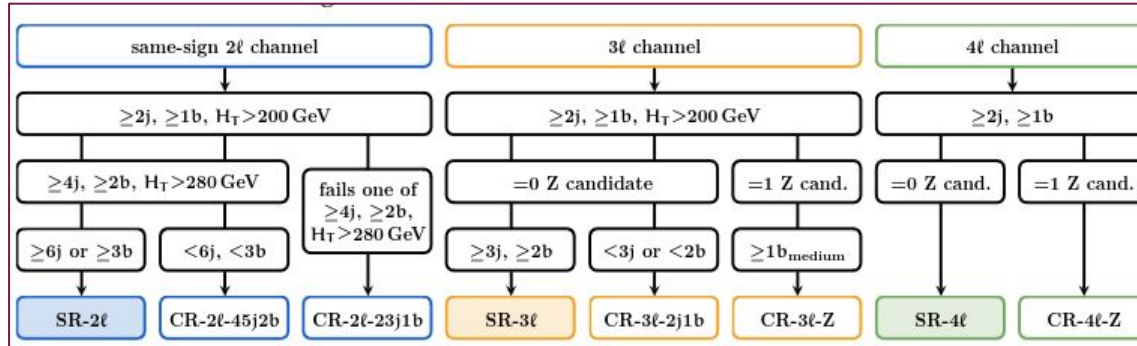 same-sign 2ℓ channel
3ℓ channel
4ℓ channel
≥2j, ≥1b, H_T>200 GeV
≥2j, ≥1b, H_T>200 GeV
≥2j, ≥1b
≥4j, ≥2b, H_T>280 GeV
fails one of
≥4j, ≥2b,
H_T>280 GeV
=0 Z candidate
=1 Z cand.
=0 Z cand.
=1 Z cand.
≥6j or ≥3b
<6j, <3b
≥3j, ≥2b
<3j or <2b
≥1b_medium
SR-2ℓ
CR-2ℓ-45j2b
CR-2ℓ-23j1b
SR-3ℓ
CR-3ℓ-2j1b
CR-3ℓ-Z
SR-4ℓ
CR-4ℓ-Z